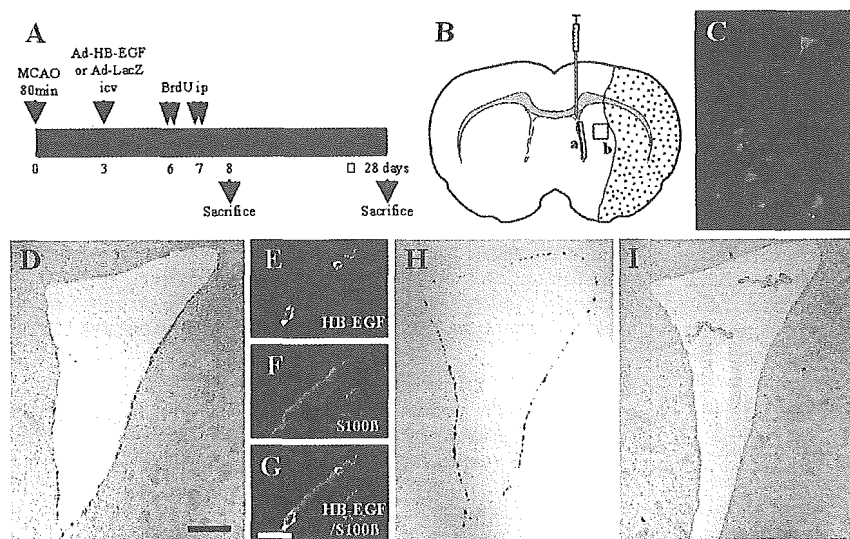 A
MCAO
80min
Ad-HB-EGF
or Ad-LacZ
icv
BrdU ip
0 3 6 7 8 28 days
Sacrifice Sacrifice
B
a b
C
D
E
HB-EGF
F
S100B
G
HB-EGF
/S100B
H
I